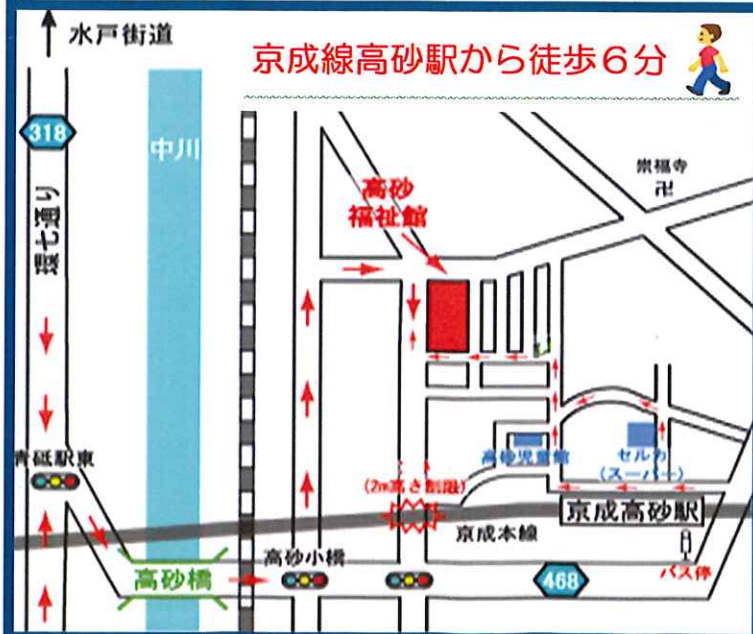 水戸街道
京成線高砂駅から徒歩6分
318
中川
環七通り
崇福寺
卍
高砂
福祉館
青砥駅東
高砂児童館
セルカ
(スーパー)
(2m高さ制限)
京成高砂駅
京成本線
高砂小橋
高砂橋
468
バス停